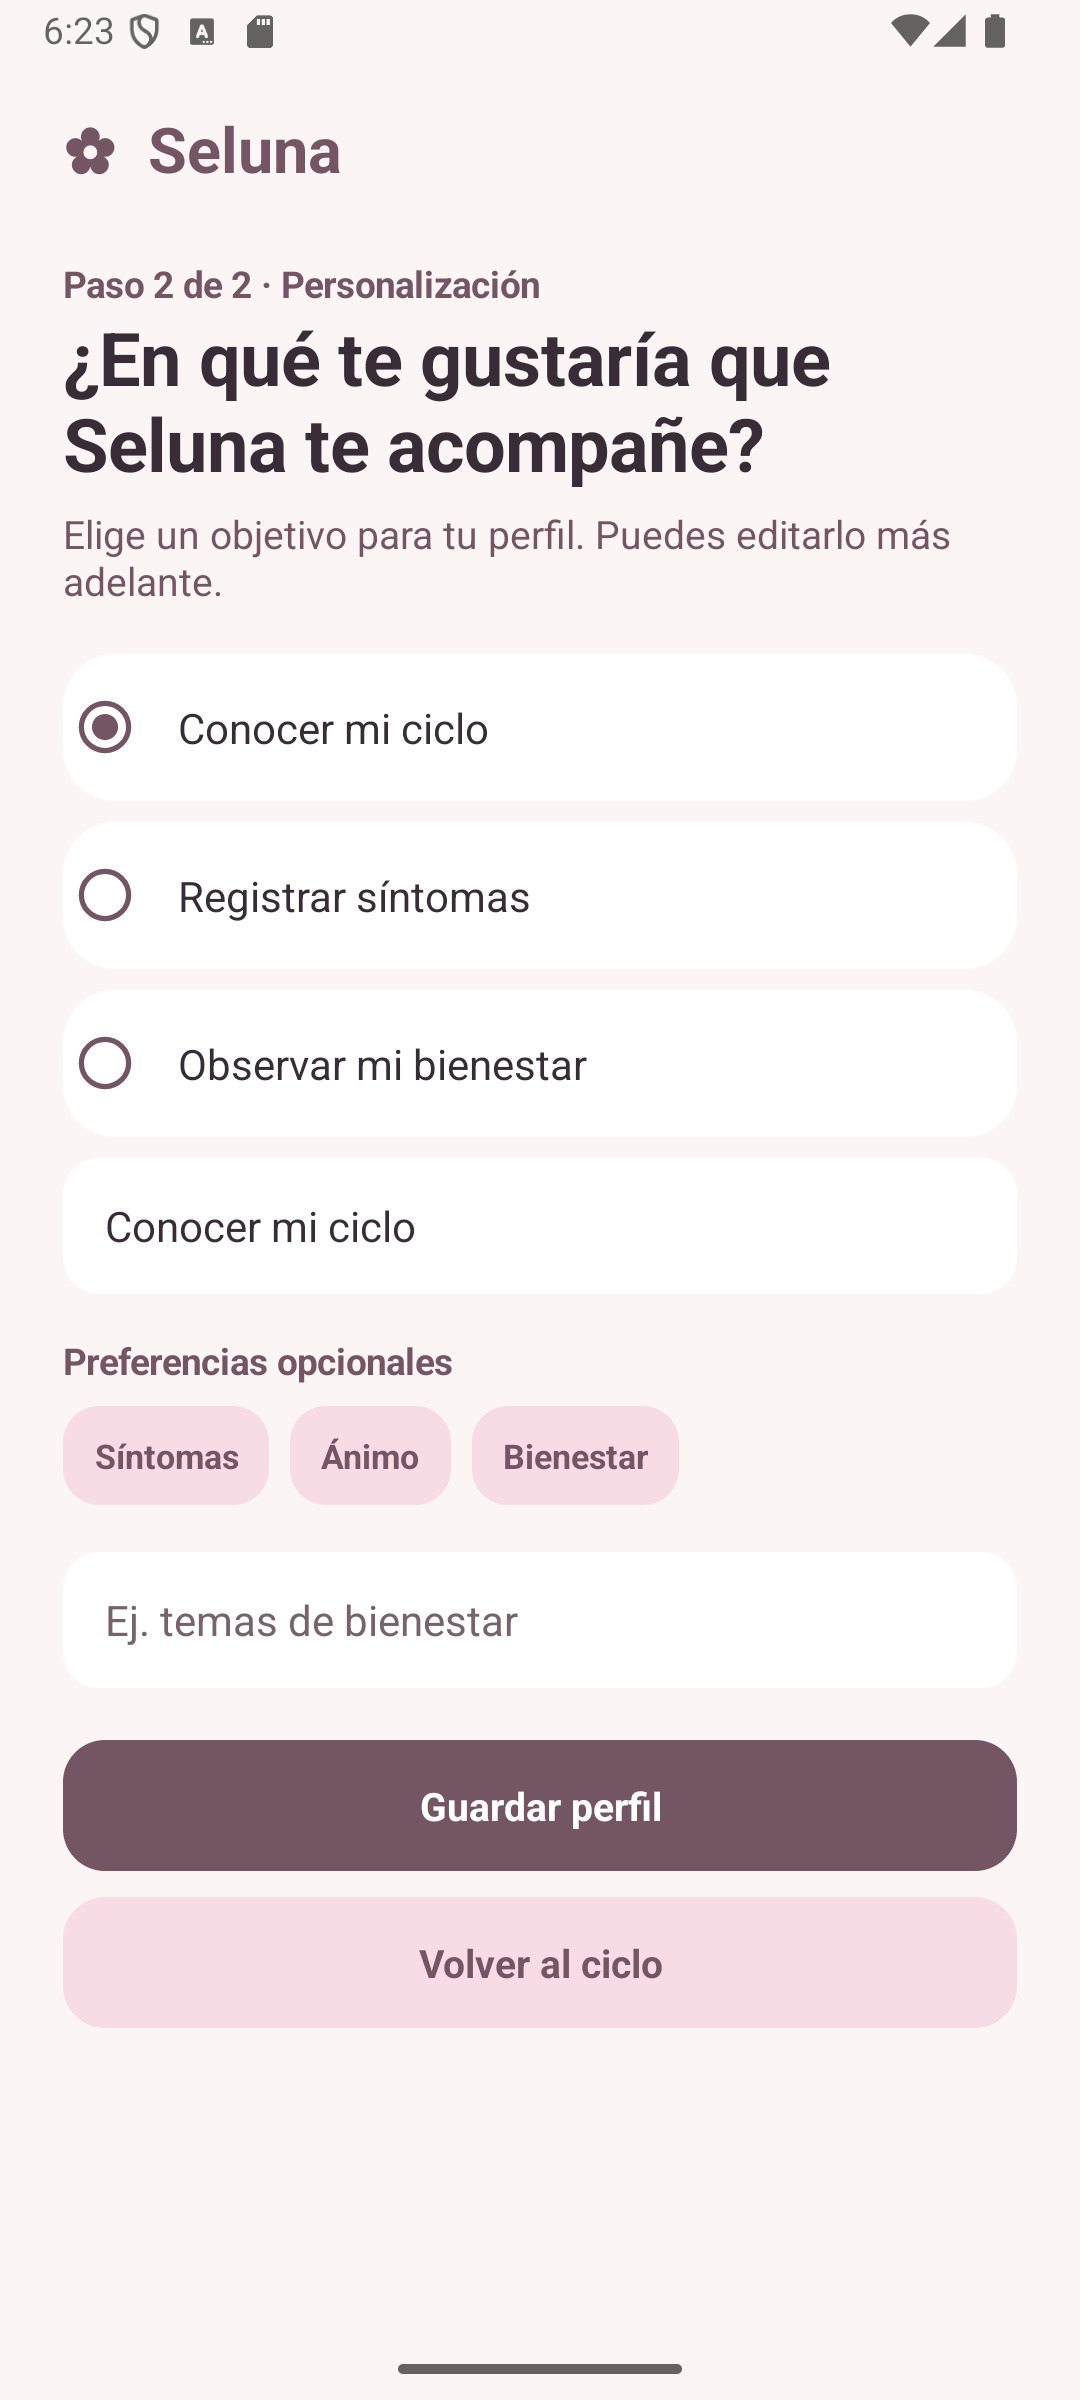 6:23
Seluna
Paso 2 de 2 · Personalización
¿En qué te gustaría que
Seluna te acompañe?
Elige un objetivo para tu perfil. Puedes editarlo más
adelante.
Conocer mi ciclo
Registrar síntomas
Observar mi bienestar
Conocer mi ciclo
Preferencias opcionales
Síntomas Ánimo Bienestar
Ej. temas de bienestar
Guardar perfil
Volver al ciclo